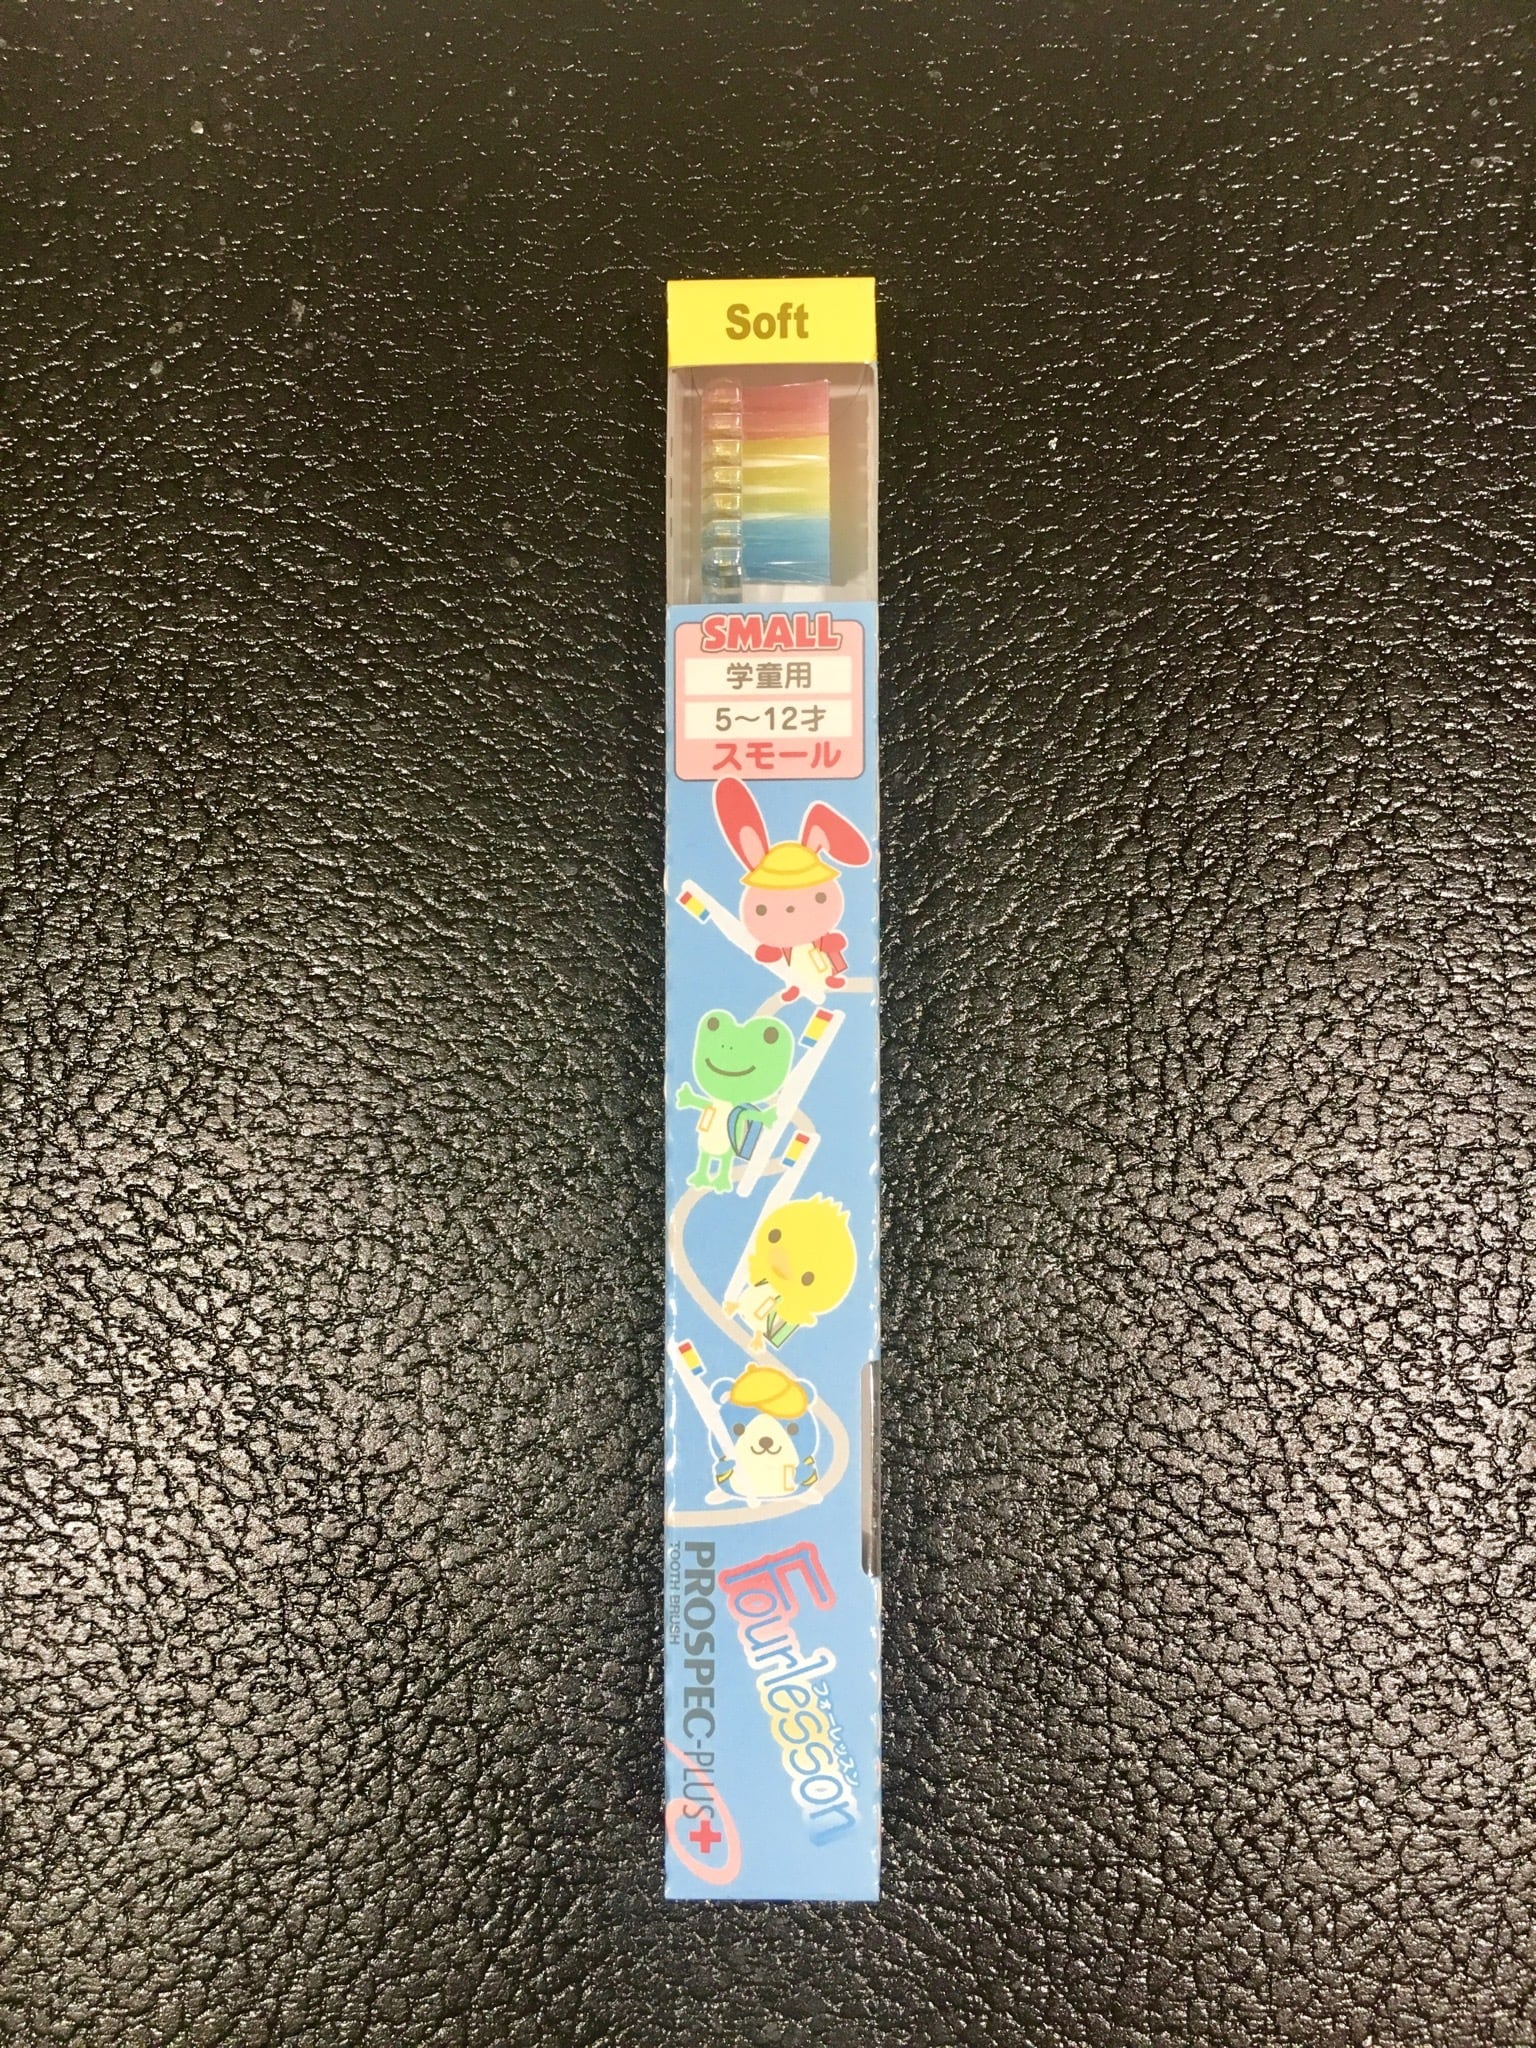 Soft
SMALL
学童用
5〜12才
スモール
Fourlesson
フォーレッスン
PROSPEC-PLUS+
TOOTH BRUSH